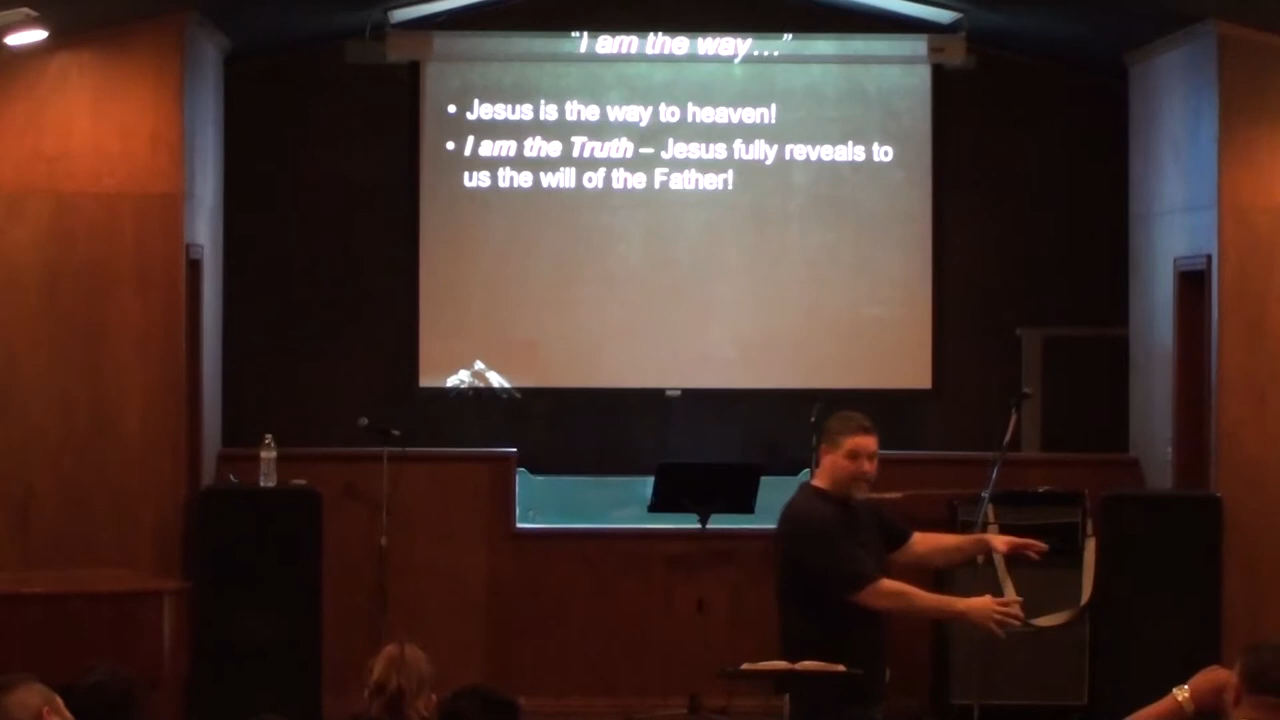 "I am the way..."
• Jesus is the way to heaven!
• I am the Truth – Jesus fully reveals to
us the will of the Father!